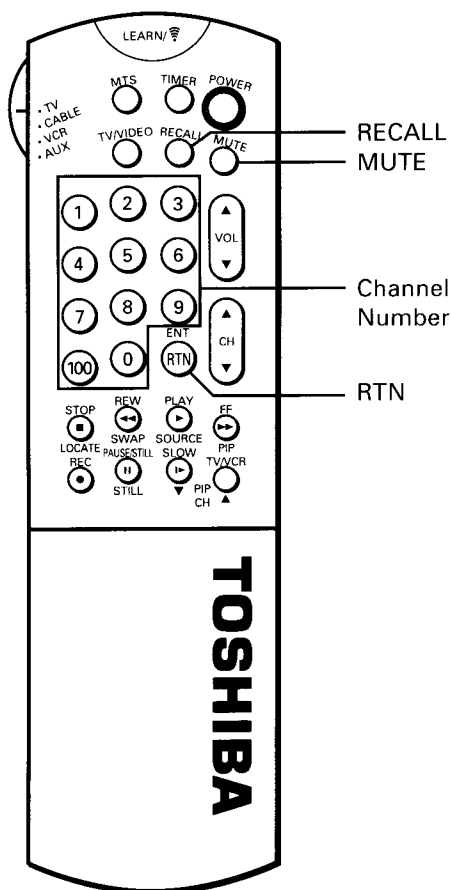 LEARN/
MTS TIMER POWER
• TV
• CABLE
• VCR
• AUX
TV/VIDEO RECALL MUTE
RECALL
MUTE
1 2 3
VOL
4 5 6
Channel
Number
7 8 9
CH
ENT
100 0 RTN
RTN
STOP REW PLAY FF
LOCATE SWAP SOURCE PIP
REC PAUSE/STILL SLOW TV/VCR
STILL PIP
CH
TOSHIBA